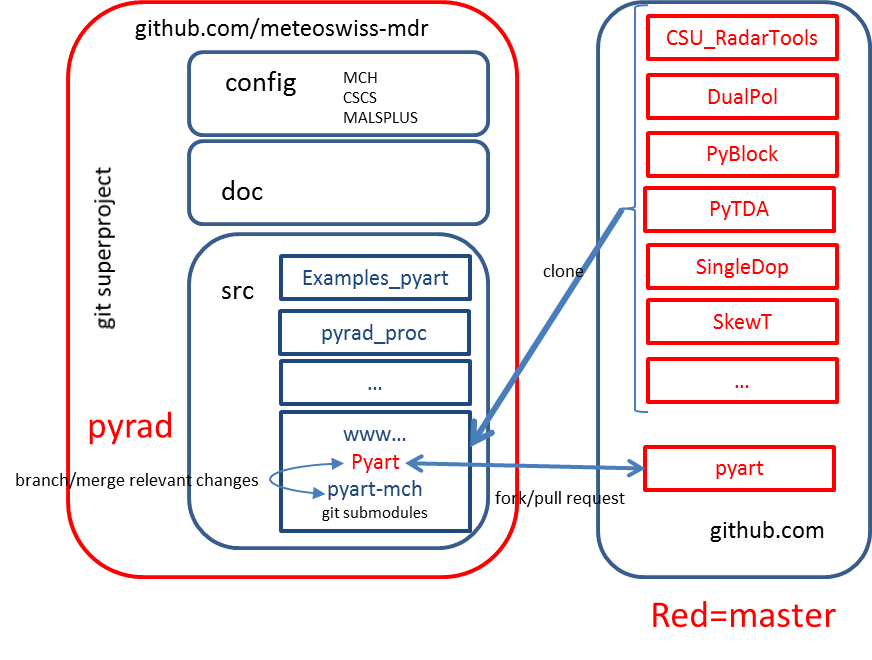 github.com/meteoswiss-mdr
config
MCH
CSCS
MALSPLUS
doc
git superproject
src
Examples_pyart
pyrad_proc
...
www...
Pyart
pyart-mch
git submodules
pyrad
branch/merge relevant changes
clone
fork/pull request
CSU_RadarTools
DualPol
PyBlock
PyTDA
SingleDop
SkewT
...
pyart
github.com
Red=master